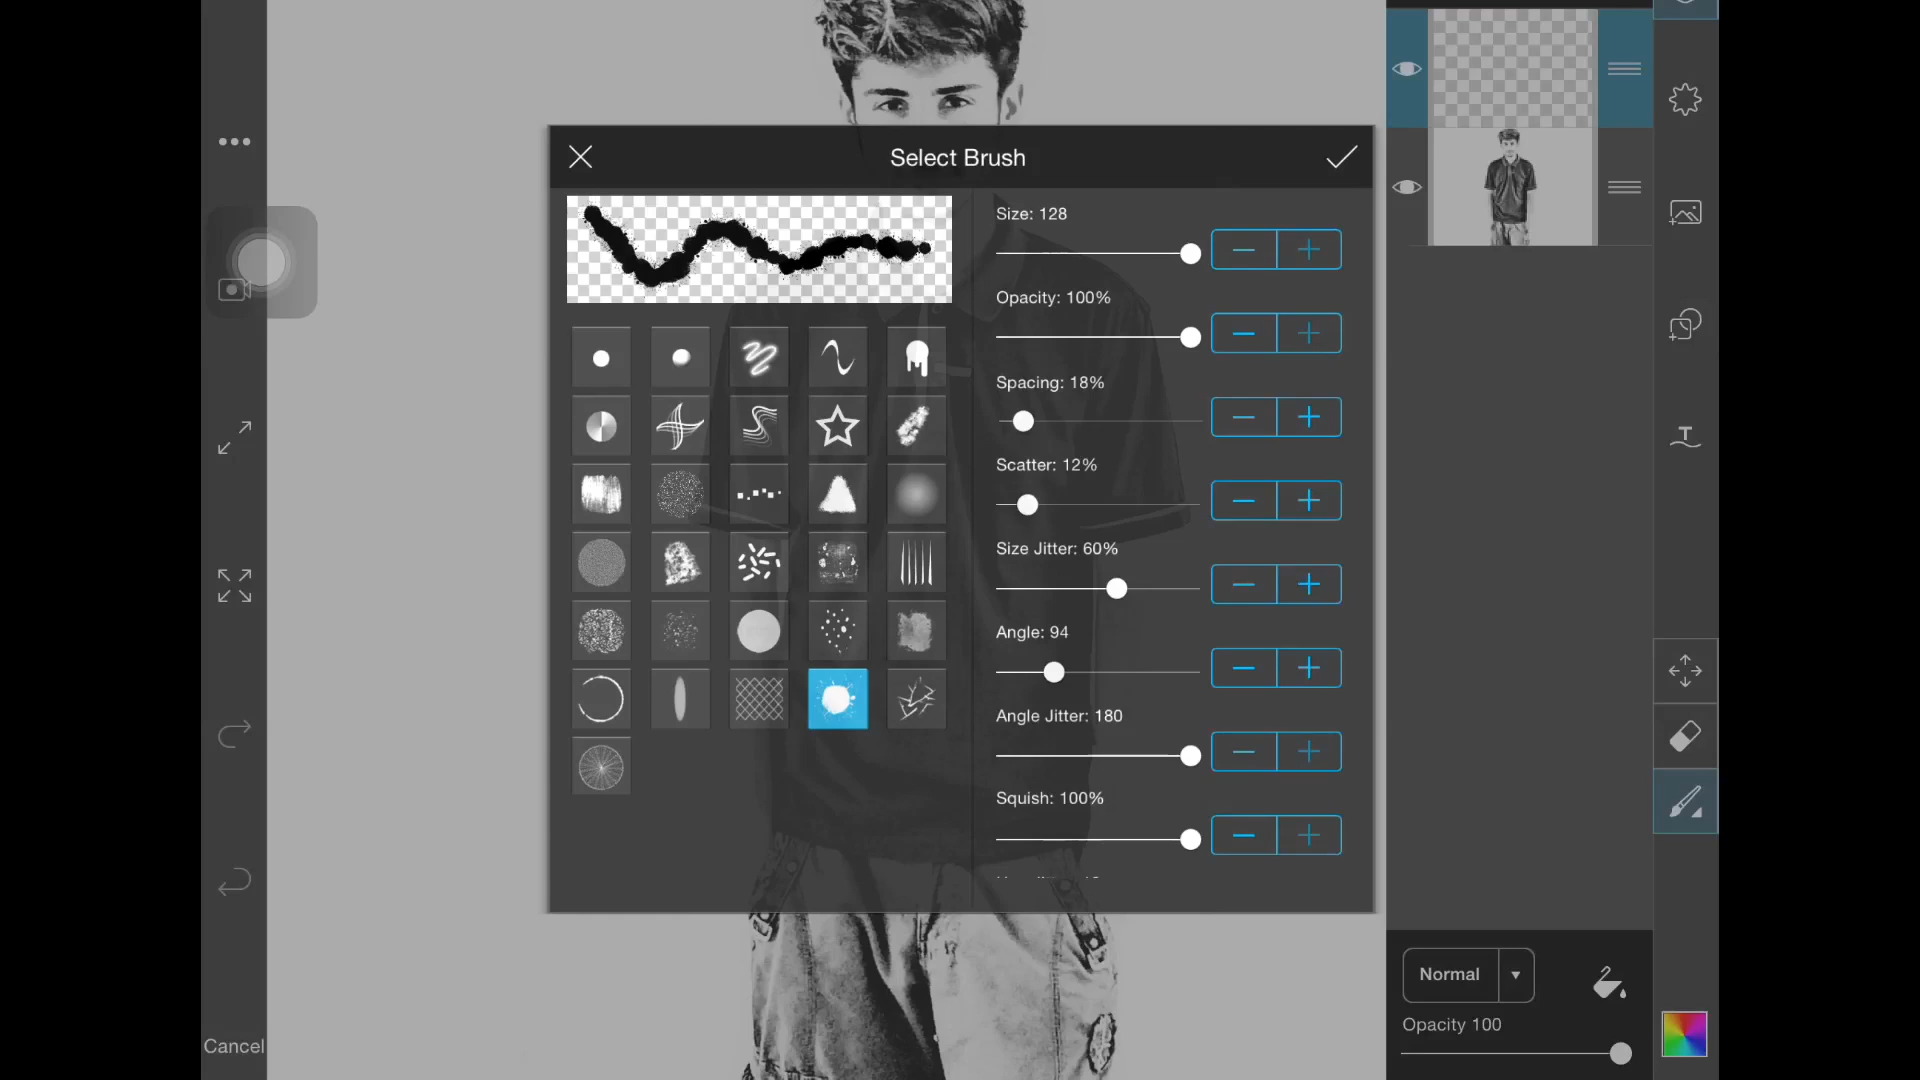 Select Brush
Size: 128
Opacity: 100%
Spacing: 18%
Scatter: 12%
Size Jitter: 60%
Angle: 94
Angle Jitter: 180
Squish: 100%
Normal
Opacity 100
Cancel